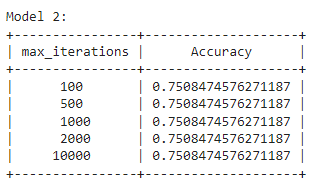 Model 2:
+----------------+--------------------+
| max_iterations |      Accuracy      |
+----------------+--------------------+
|      100       | 0.7508474576271187 |
|      500       | 0.7508474576271187 |
|      1000      | 0.7508474576271187 |
|      2000      | 0.7508474576271187 |
|     10000      | 0.7508474576271187 |
+----------------+--------------------+